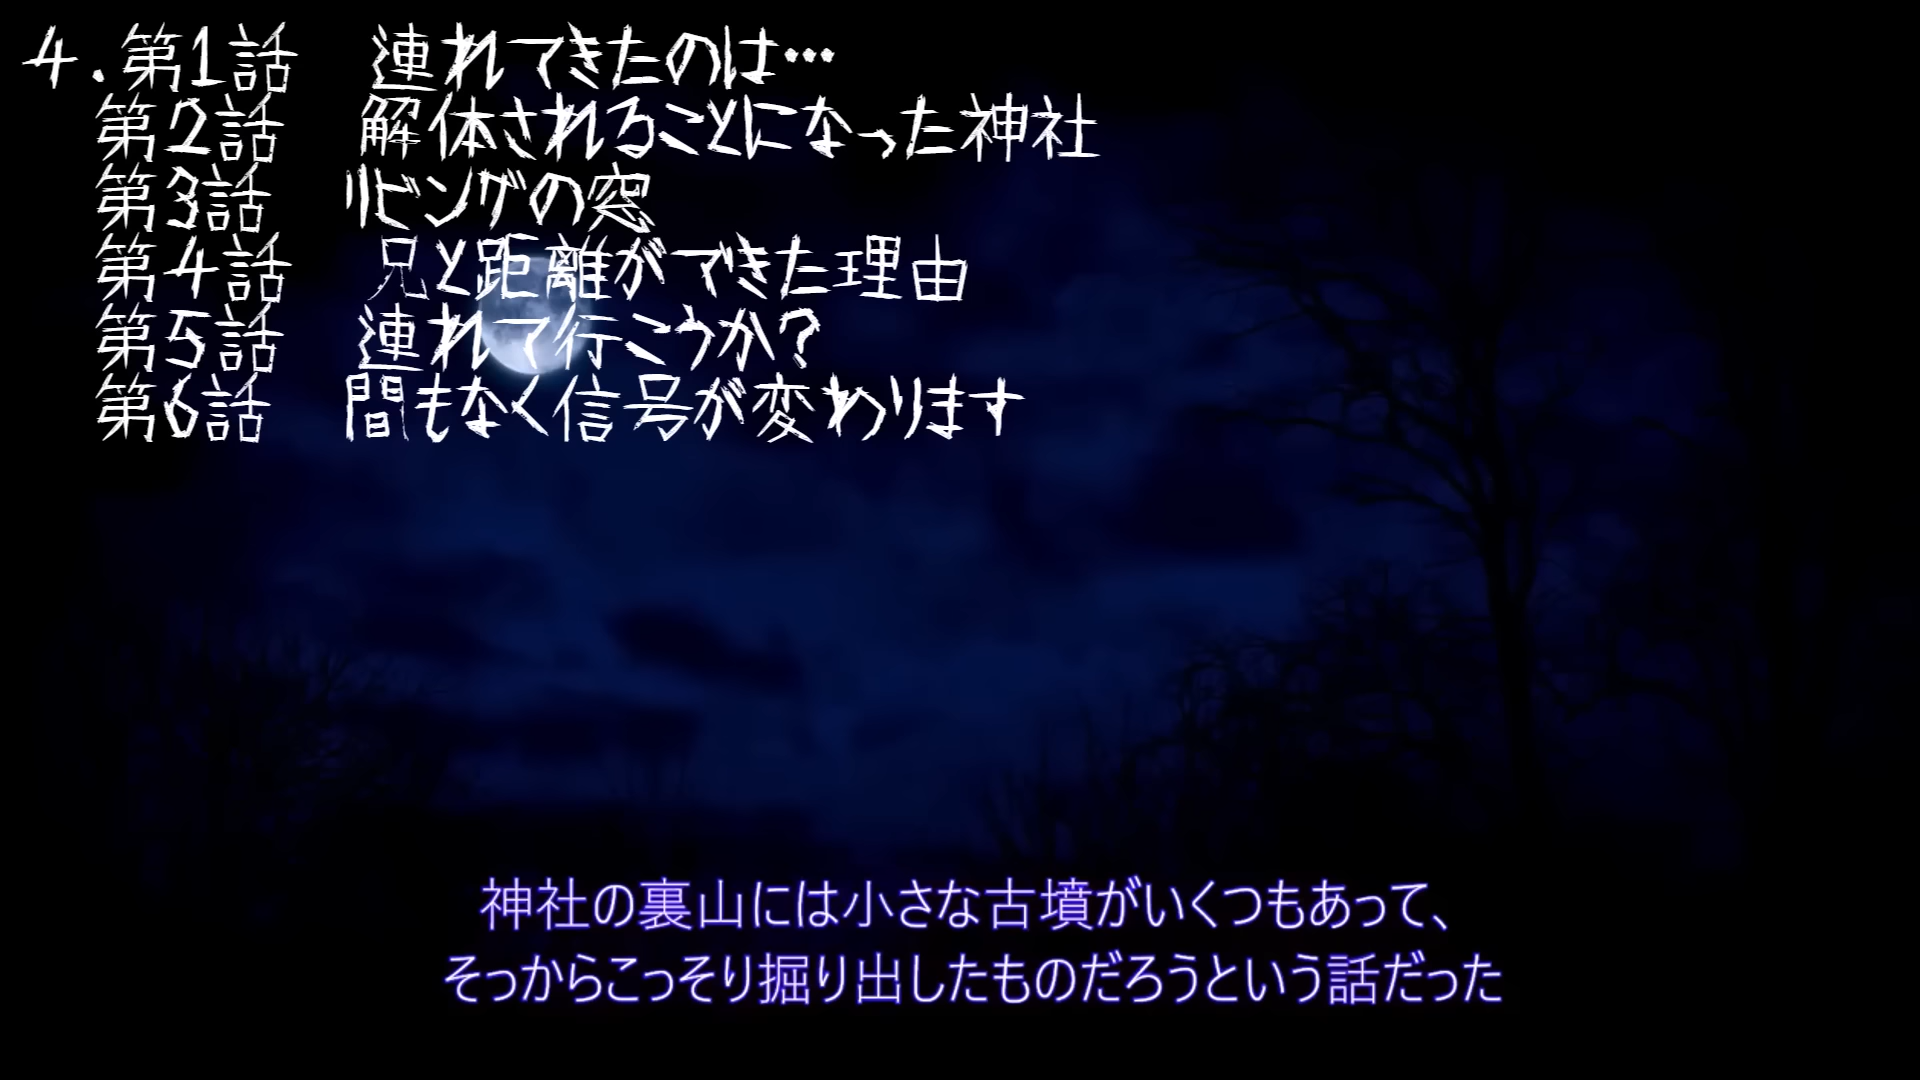 4.第1話　連れてきたのは…
第2話　解体されることになった神社
第3話　リビングの窓
第4話　兄と距離ができた理由
第5話　連れて行こうか?
第6話　間もなく信号が変わります
神社の裏山には小さな古墳がいくつもあって、
そっからこっそり掘り出したものだろうという話だった